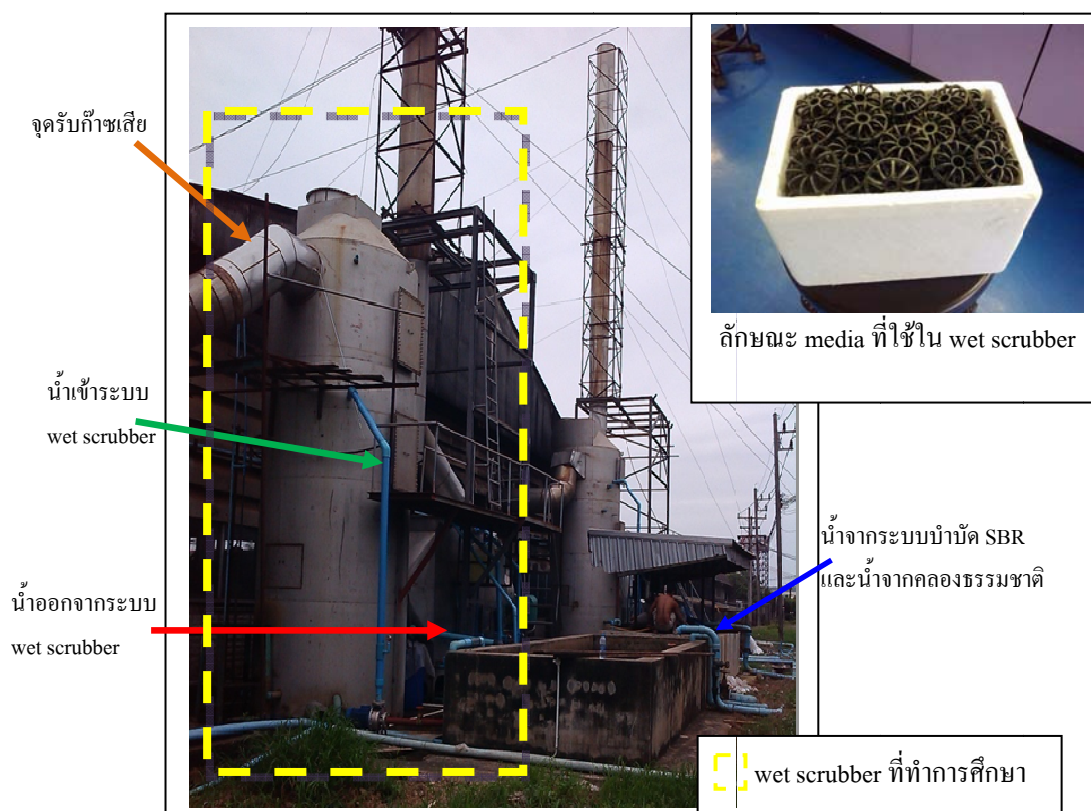 จุดรับก๊าซเสีย
ลักษณะ media ที่ใช้ใน wet scrubber
น้ำเข้าระบบ
wet scrubber
น้ำจากระบบบำบัด SBR
และน้ำจากคลองธรรมชาติ
น้ำออกจากระบบ
wet scrubber
wet scrubber ที่ทำการศึกษา